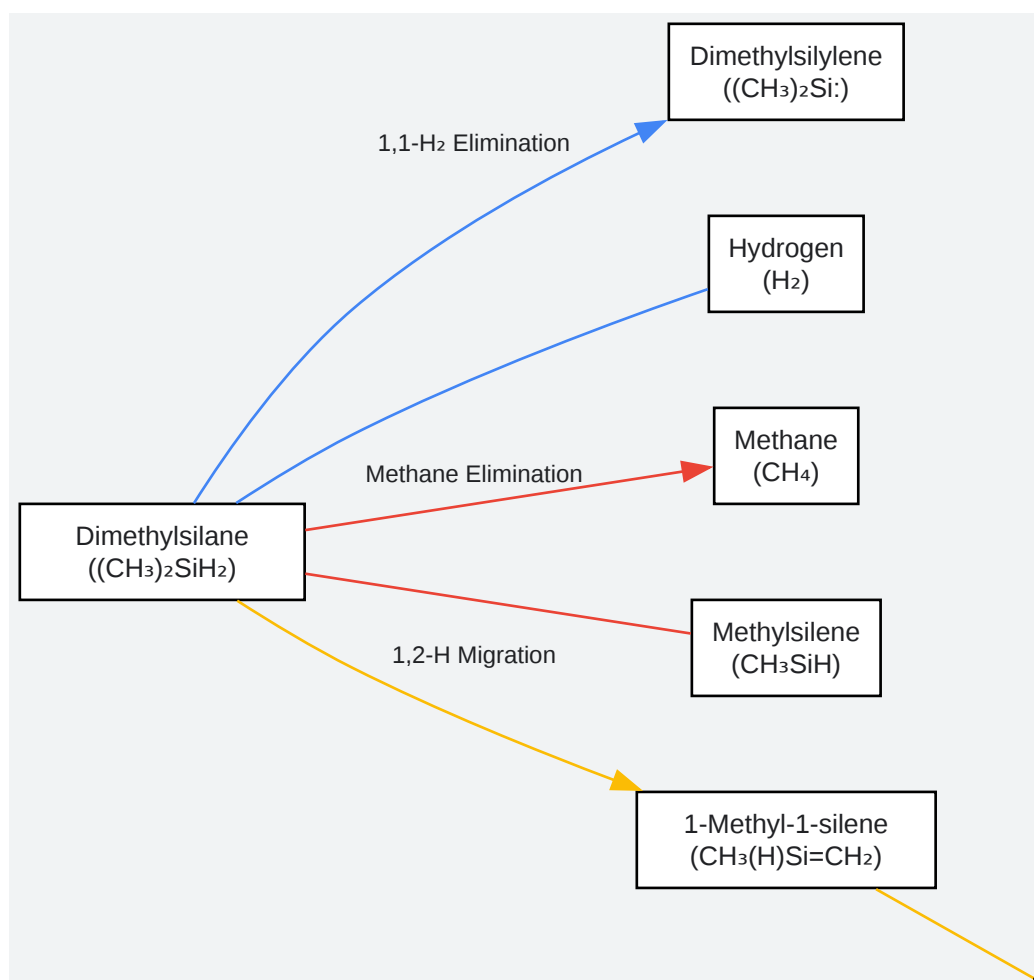 Dimethylsilylene
((CH₃)₂Si:)
1,1-H₂ Elimination
Hydrogen
(H₂)
Methane
(CH₄)
Methane Elimination
Dimethylsilane
((CH₃)₂SiH₂)
Methylsilene
(CH₃SiH)
1,2-H Migration
1-Methyl-1-silene
(CH₃(H)Si=CH₂)